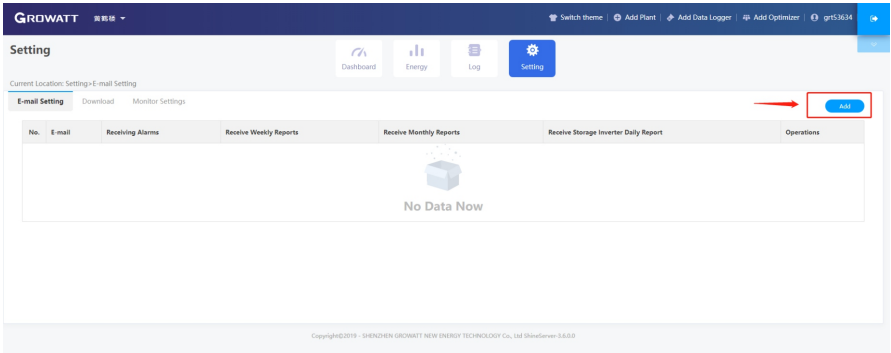 GROWATT
Switch theme | Add Plant | Add Data Logger | Add Optimizer | grt53634
Setting
Dashboard Energy Log Setting
Current Location: Setting>E-mail Setting
E-mail Setting Download Monitor Settings
Add
No. E-mail Receiving Alarms Receive Weekly Reports Receive Monthly Reports Receive Storage Inverter Daily Report Operations
No Data Now
Copyright©2019 - SHENZHEN GROWATT NEW ENERGY TECHNOLOGY Co., Ltd ShineServer-3.6.0.0